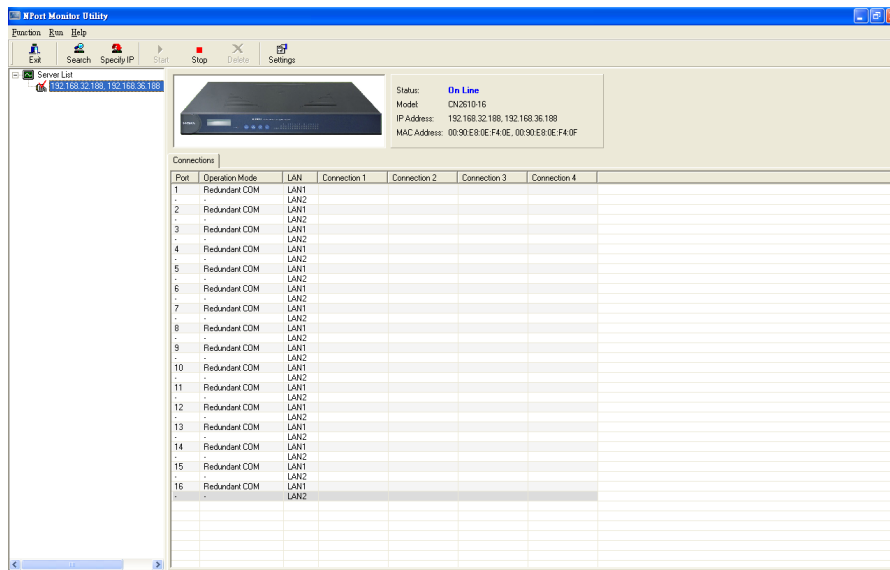 NPort Monitor Utility
Function Run Help
Exit Search Specify IP Start Stop Delete Settings
Server List
192.168.32.188, 192.168.36.188
Status: On Line
Model: CN2610-16
IP Address: 192.168.32.188, 192.168.36.188
MAC Address: 00:90:E8:0E:F4:0E, 00:90:E8:0E:F4:0F
Connections
Port Operation Mode LAN Connection 1 Connection 2 Connection 3 Connection 4
1 Redundant COM LAN1
- - LAN2
2 Redundant COM LAN1
- - LAN2
3 Redundant COM LAN1
- - LAN2
4 Redundant COM LAN1
- - LAN2
5 Redundant COM LAN1
- - LAN2
6 Redundant COM LAN1
- - LAN2
7 Redundant COM LAN1
- - LAN2
8 Redundant COM LAN1
- - LAN2
9 Redundant COM LAN1
- - LAN2
10 Redundant COM LAN1
- - LAN2
11 Redundant COM LAN1
- - LAN2
12 Redundant COM LAN1
- - LAN2
13 Redundant COM LAN1
- - LAN2
14 Redundant COM LAN1
- - LAN2
15 Redundant COM LAN1
- - LAN2
16 Redundant COM LAN1
- - LAN2